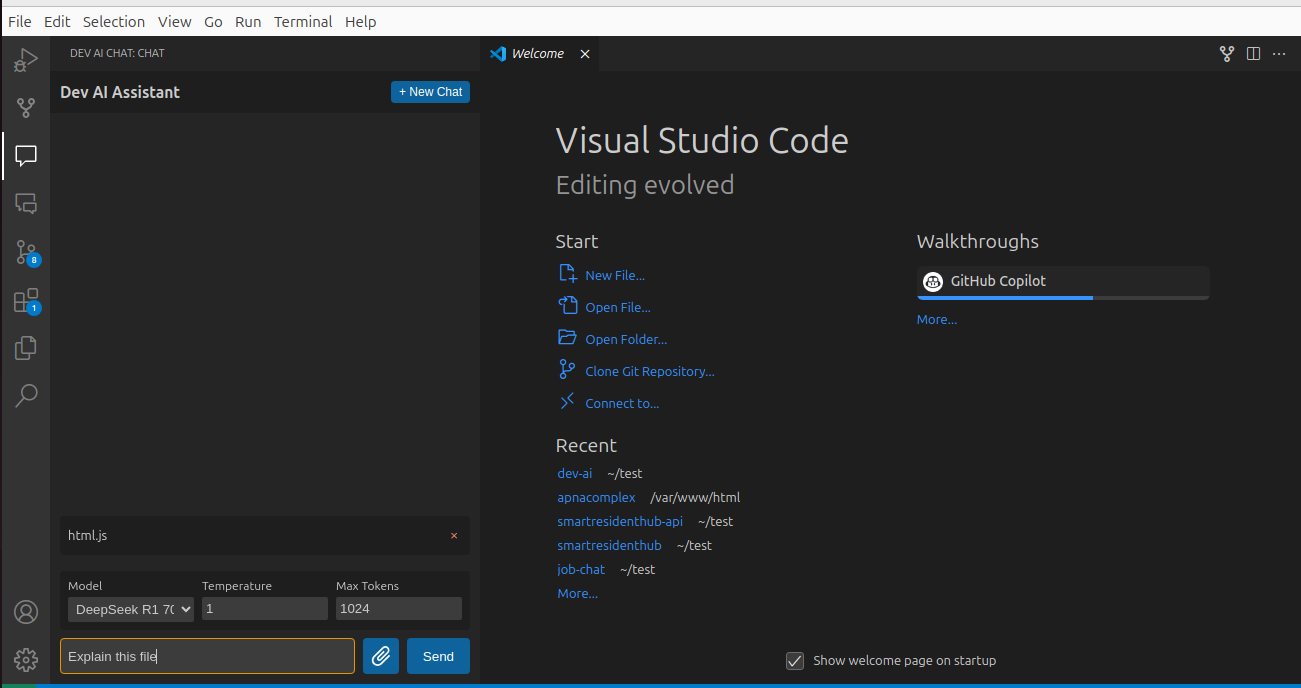 File Edit Selection View Go Run Terminal Help
DEV AI CHAT: CHAT
Dev AI Assistant
+ New Chat
8
1
html.js
×
Model
Temperature
Max Tokens
DeepSeek R1 70
1
1024
Explain this file
Send
Welcome ×
Visual Studio Code
Editing evolved
Start
New File...
Open File...
Open Folder...
Clone Git Repository...
Connect to...
Recent
dev-ai ~/test
apnacomplex /var/www/html
smartresidenthub-api ~/test
smartresidenthub ~/test
job-chat ~/test
More...
Walkthroughs
GitHub Copilot
More...
Show welcome page on startup